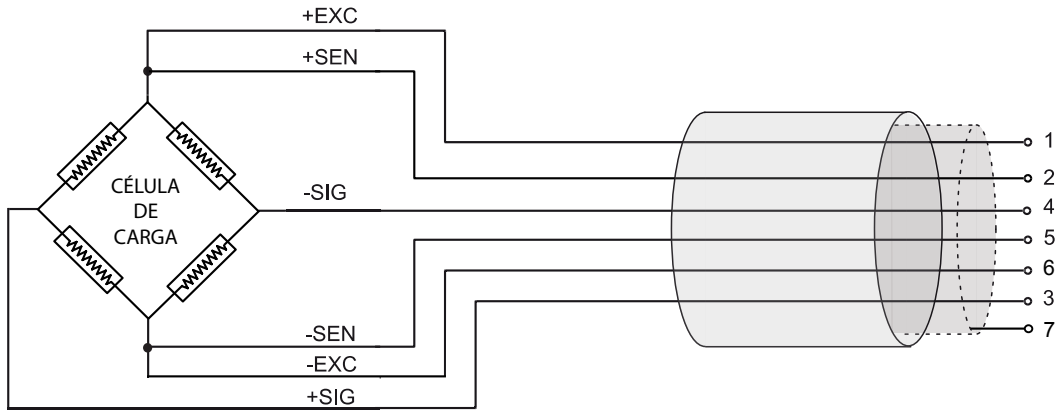 +EXC
+SEN
-SIG
-SEN
-EXC
+SIG
CÉLULA
DE
CARGA
1
2
4
5
6
3
7